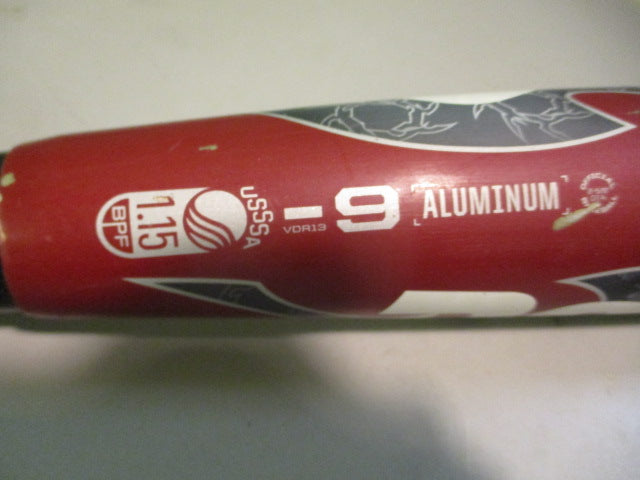 1.15
BPF
USSSA
-9
VDR13
ALUMINUM